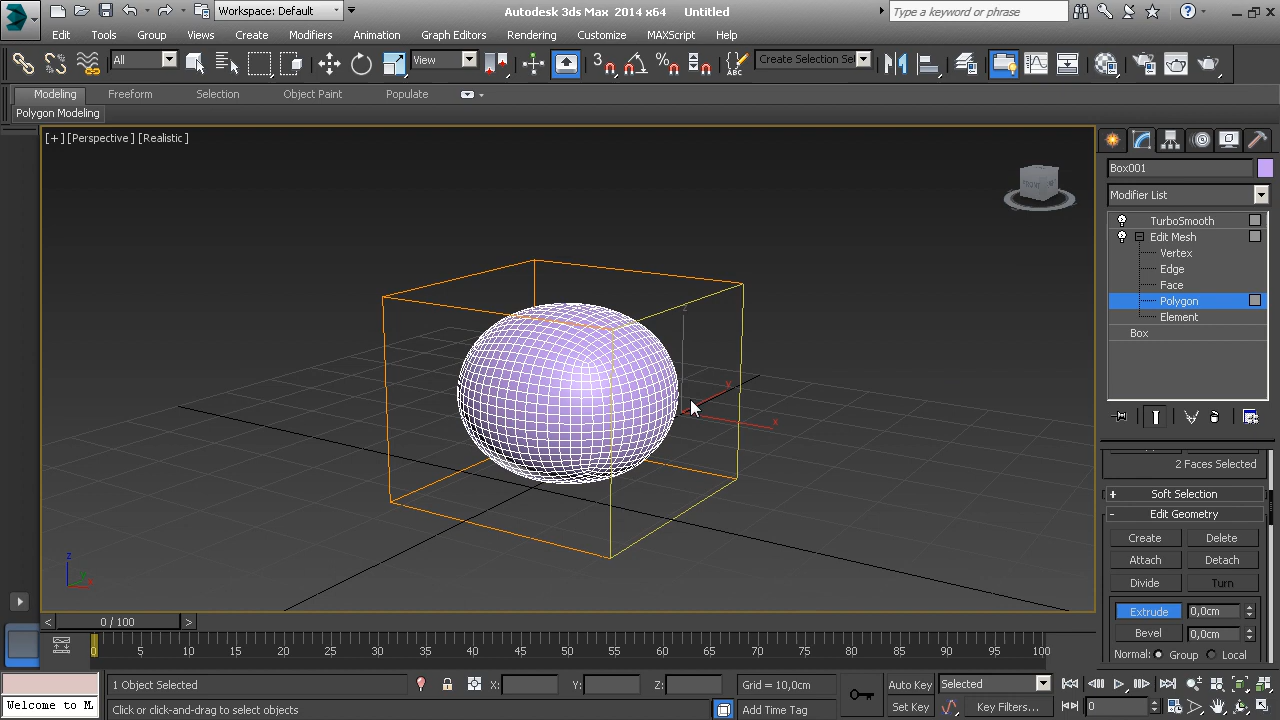 Workspace: Default
Autodesk 3ds Max 2014 x64 Untitled
Type a keyword or phrase
Edit Tools Group Views Create Modifiers Animation Graph Editors Rendering Customize MAXScript Help
All
View
3
%
ABC
Create Selection Se
Modeling Freeform Selection Object Paint Populate
Polygon Modeling
[+] [Perspective] [Realistic]
FRONT
Box001
Modifier List
TurboSmooth
Edit Mesh
Vertex
Edge
Face
Polygon
Element
Box
z
x
z
2 Faces Selected
+ Soft Selection
- Edit Geometry
Create Delete
Attach Detach
Divide Turn
Extrude 0,0cm
Bevel 0,0cm
Normal: Group Local
< 0 / 100 >
0 5 10 15 20 25 30 35 40 45 50 55 60 65 70 75 80 85 90 95 100
1 Object Selected X: Y: Z: Grid = 10,0cm Auto Key Selected
Welcome to M Click or click-and-drag to select objects Add Time Tag Set Key Key Filters... 0